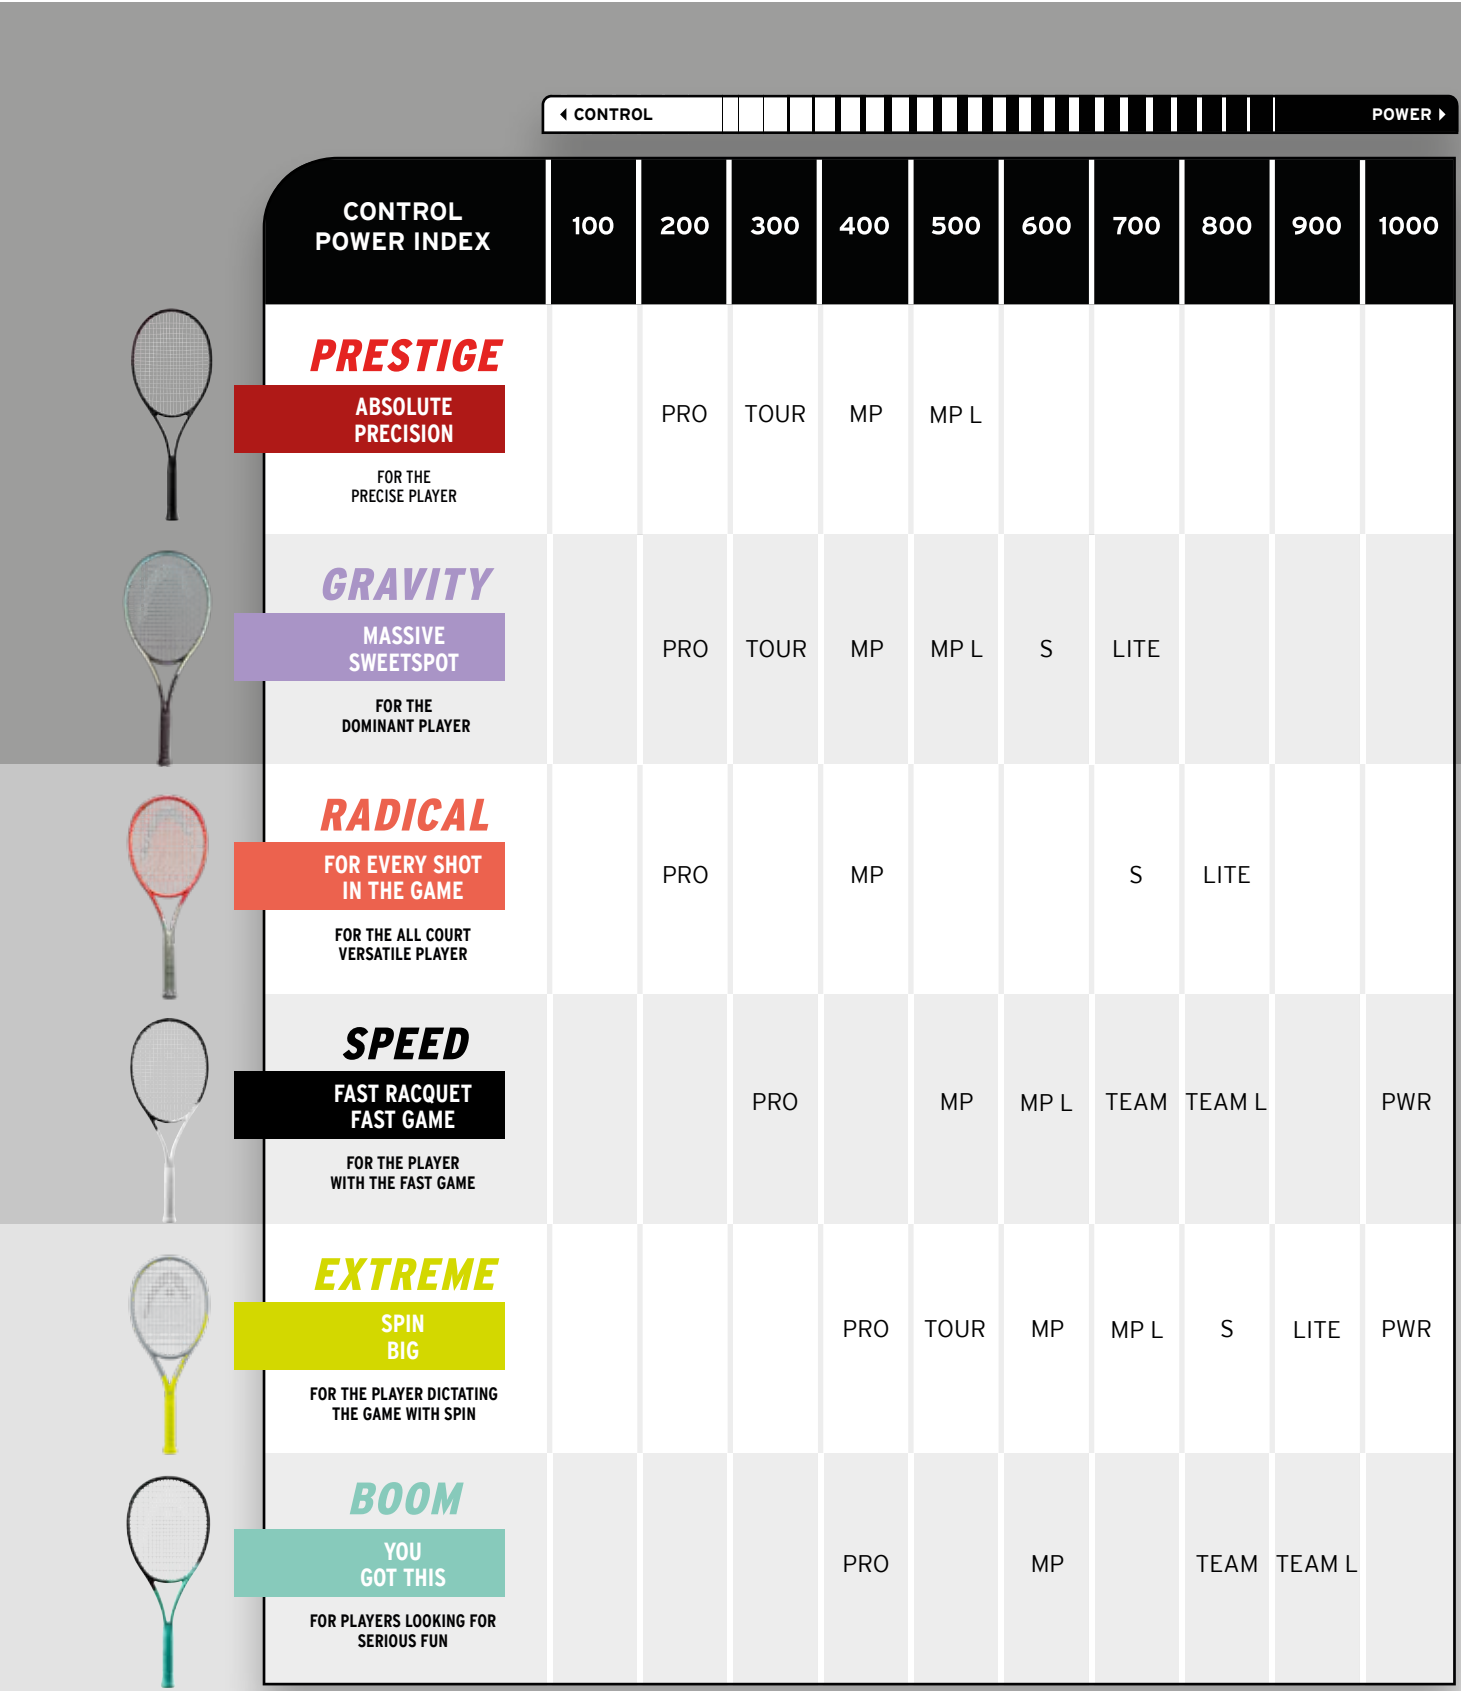 CONTROL POWER
CONTROL
POWER INDEX
100 200 300 400 500 600 700 800 900 1000
PRESTIGE
ABSOLUTE
PRECISION
FOR THE
PRECISE PLAYER
PRO TOUR MP MP L
GRAVITY
MASSIVE
SWEETSPOT
FOR THE
DOMINANT PLAYER
PRO TOUR MP MP L S LITE
RADICAL
FOR EVERY SHOT
IN THE GAME
FOR THE ALL COURT
VERSATILE PLAYER
PRO MP S LITE
SPEED
FAST RACQUET
FAST GAME
FOR THE PLAYER
WITH THE FAST GAME
PRO MP MP L TEAM TEAM L PWR
EXTREME
SPIN
BIG
FOR THE PLAYER DICTATING
THE GAME WITH SPIN
PRO TOUR MP MP L S LITE PWR
BOOM
YOU
GOT THIS
FOR PLAYERS LOOKING FOR
SERIOUS FUN
PRO MP TEAM TEAM L